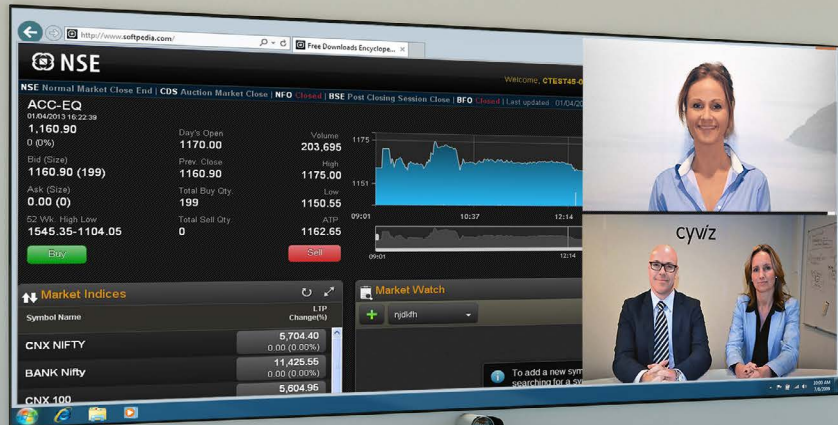 http://www.softpedia.com/
Free Downloads Encyclope...
NSE
Welcome, CTEST45-0
NSE Normal Market Close End | CDS Auction Market Close | NFO Closed | BSE Post Closing Session Close | BFO Closed | Last updated 01/04/20
ACC-EQ
01/04/2013 16:22:39
1,160.90
0 (0%)
Day's Open
1170.00
Volume
203,695
Bid (Size)
1160.90 (199)
Prev. Close
1160.90
High
1175.00
Ask (Size)
0.00 (0)
Total Buy Qty.
199
Low
1150.55
52 Wk. High Low
1545.35-1104.05
Total Sell Qty
0
ATP
1162.65
Buy
Sell
1175
1151
09:01
10:37
12:14
09:01
12:14
cyviz
Market Indices
Symbol Name
LTP
Change(%)
CNX NIFTY
5,704.40
0.00 (0.00%)
BANK Nifty
11,425.55
0.00 (0.00%)
CNX 100
5,604.95
Market Watch
njdkfh
To add a new sym
searching for a sy
10:00 AM